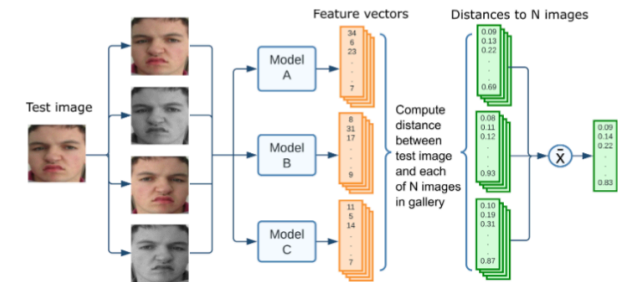 Feature vectors
Distances to N images
Test image
Model
A
34
6
23
.
.
.
7
Model
B
8
31
17
.
.
.
9
Model
C
11
5
14
.
.
.
7
Compute
distance
between
test image
and each
of N images
in gallery
0.09
0.13
0.22
.
.
.
0.69
0.08
0.11
0.12
.
.
.
0.93
0.10
0.19
0.31
.
.
.
0.87
x̄
0.09
0.14
0.22
.
.
.
0.83